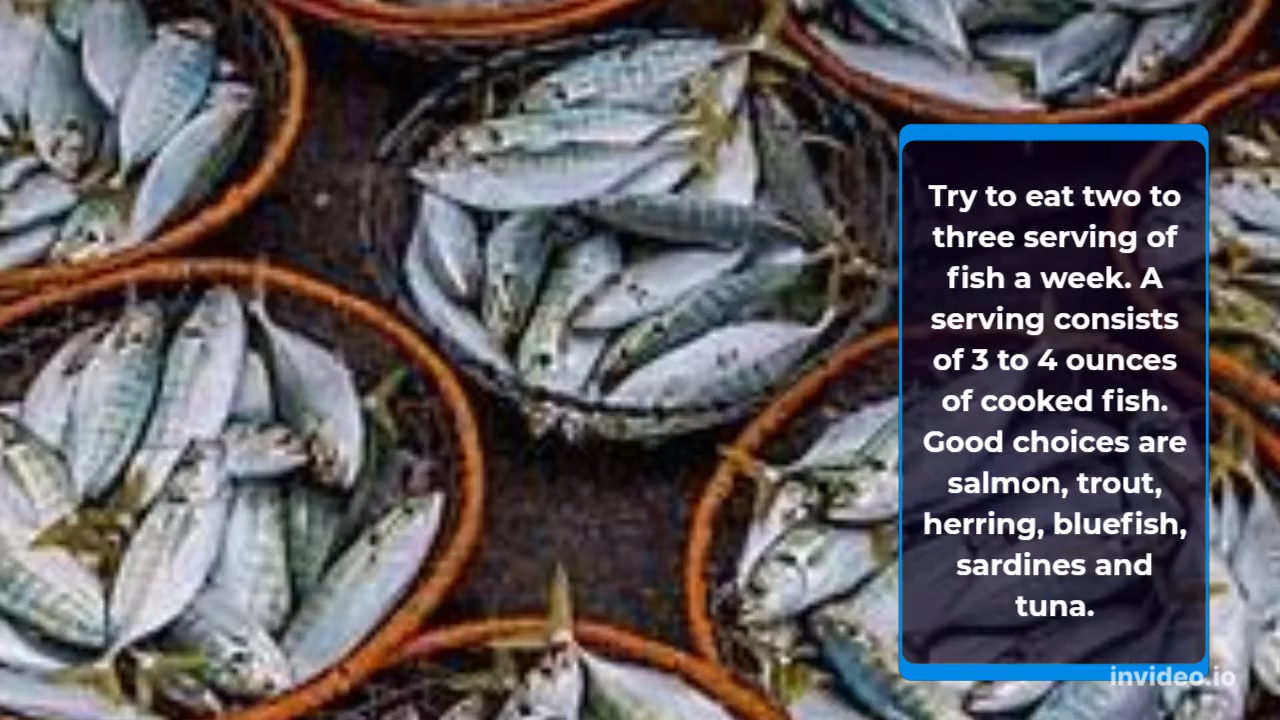 Try to eat two to
three serving of
fish a week. A
serving consists
of 3 to 4 ounces
of cooked fish.
Good choices are
salmon, trout,
herring, bluefish,
sardines and
tuna.
invideo.io